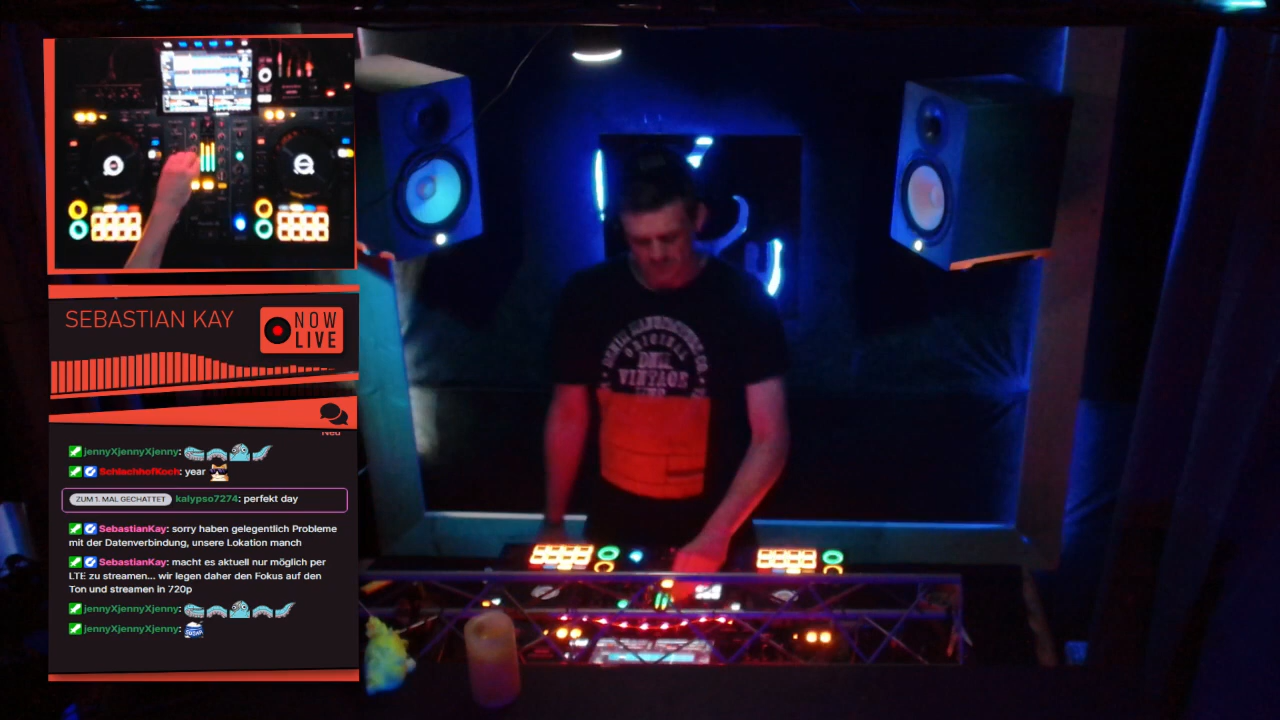 SEBASTIAN KAY
NOW
LIVE
Neu
jennyXjennyXjenny:
SchlachhofKoch: year
ZUM 1. MAL GECHATTET kalypso7274: perfekt day
SebastianKay: sorry haben gelegentlich Probleme
mit der Datenverbindung, unsere Lokation manch
SebastianKay: macht es aktuell nur möglich per
LTE zu streamen... wir legen daher den Fokus auf den
Ton und streamen in 720p
jennyXjennyXjenny:
jennyXjennyXjenny:
ORIGINAL
DNM
VINTAGE